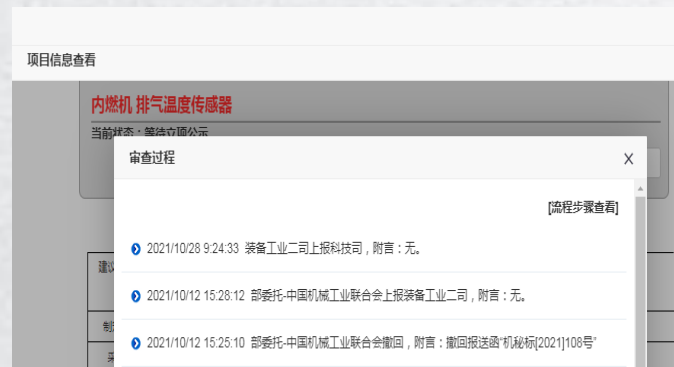 项目信息查看
内燃机 排气温度传感器
当前状态：等待立项公示
审查过程
X
[流程步骤查看]
2021/10/28 9:24:33 装备工业二司上报科技司，附言：无。
建议
2021/10/12 15:28:12 部委托-中国机械工业联合会上报装备工业二司，附言：无。
制
2021/10/12 15:25:10 部委托-中国机械工业联合会撤回，附言：撤回报送函“机秘标[2021]108号”
采